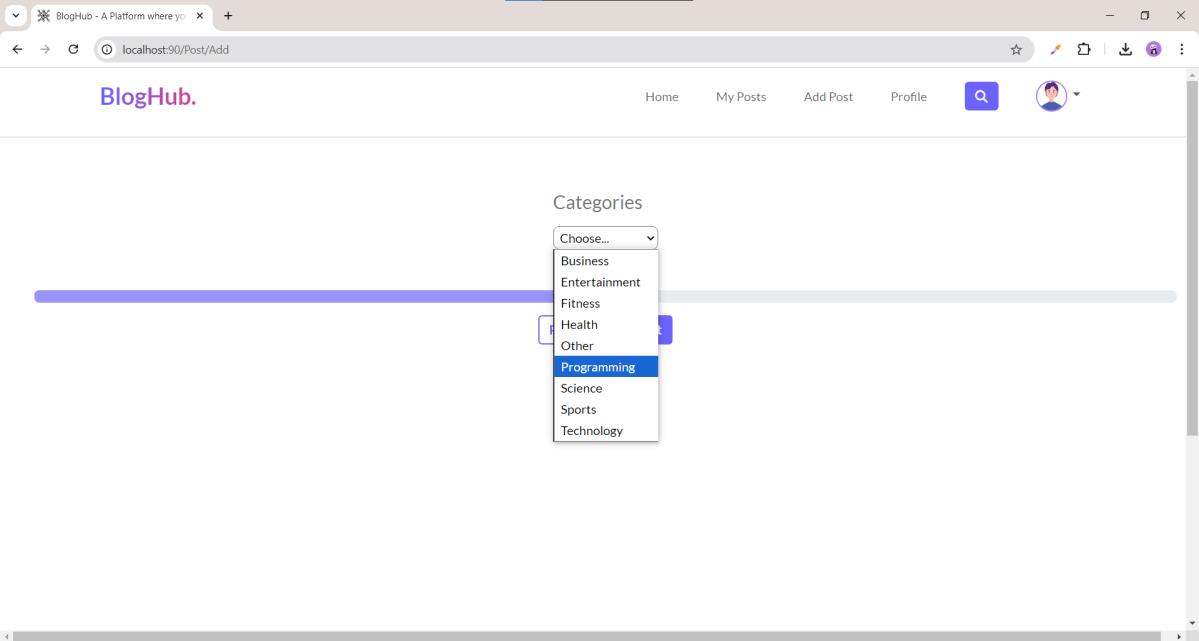 BlogHub - A Platform where yo
localhost:90/Post/Add
BlogHub.
Home My Posts Add Post Profile
Categories
Choose...
Business
Entertainment
Fitness
Health
Other
Programming
Science
Sports
Technology